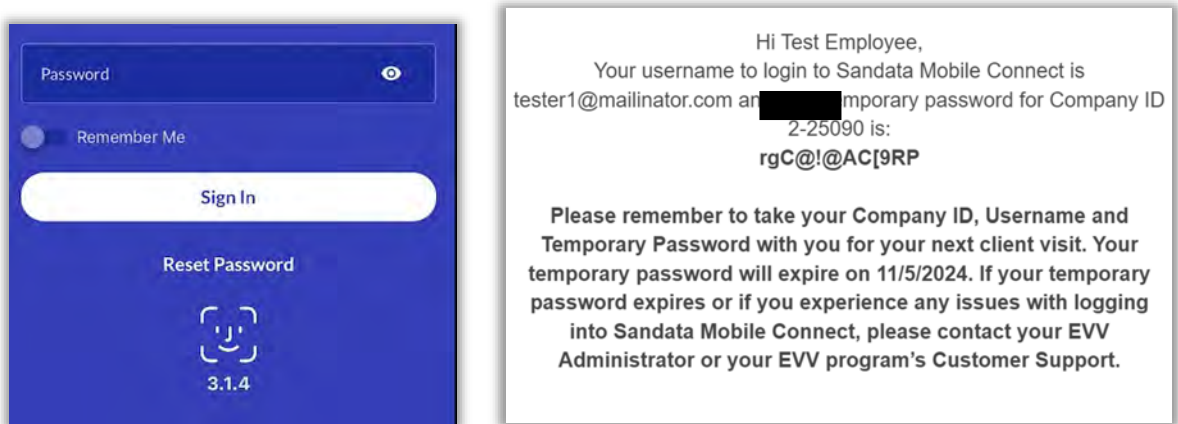 Password
Remember Me
Sign In
Reset Password
3.1.4
Hi Test Employee,
Your username to login to Sandata Mobile Connect is
tester1@mailinator.com an mporary password for Company ID
2-25090 is:
rgC@!@AC[9RP
Please remember to take your Company ID, Username and
Temporary Password with you for your next client visit. Your
temporary password will expire on 11/5/2024. If your temporary
password expires or if you experience any issues with logging
into Sandata Mobile Connect, please contact your EVV
Administrator or your EVV program’s Customer Support.